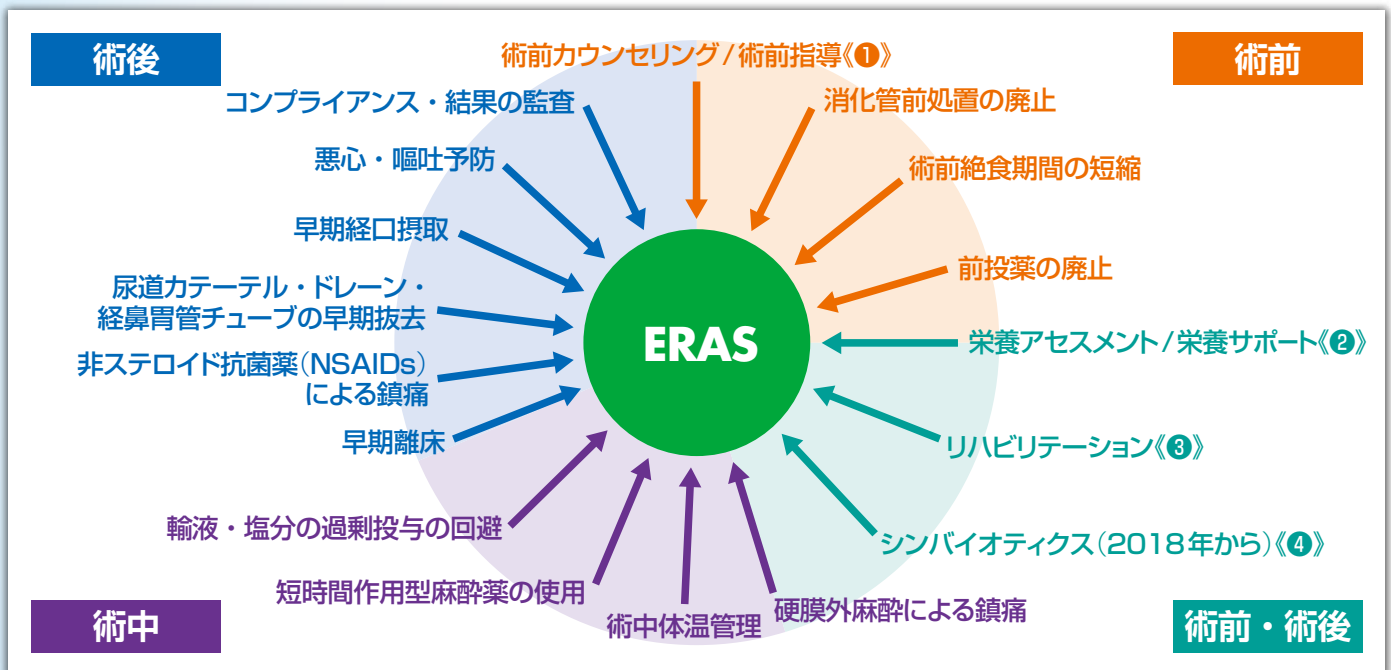 術後
術前
術前カウンセリング/術前指導《❶》
コンプライアンス・結果の監査
消化管前処置の廃止
悪心・嘔吐予防
術前絶食期間の短縮
早期経口摂取
前投薬の廃止
尿道カテーテル・ドレーン・
経鼻胃管チューブの早期抜去
ERAS
栄養アセスメント/栄養サポート《❷》
非ステロイド抗菌薬(NSAIDs)
による鎮痛
早期離床
リハビリテーション《❸》
輸液・塩分の過剰投与の回避
シンバイオティクス(2018年から)《❹》
短時間作用型麻酔薬の使用
術中体温管理
硬膜外麻酔による鎮痛
術中
術前・術後